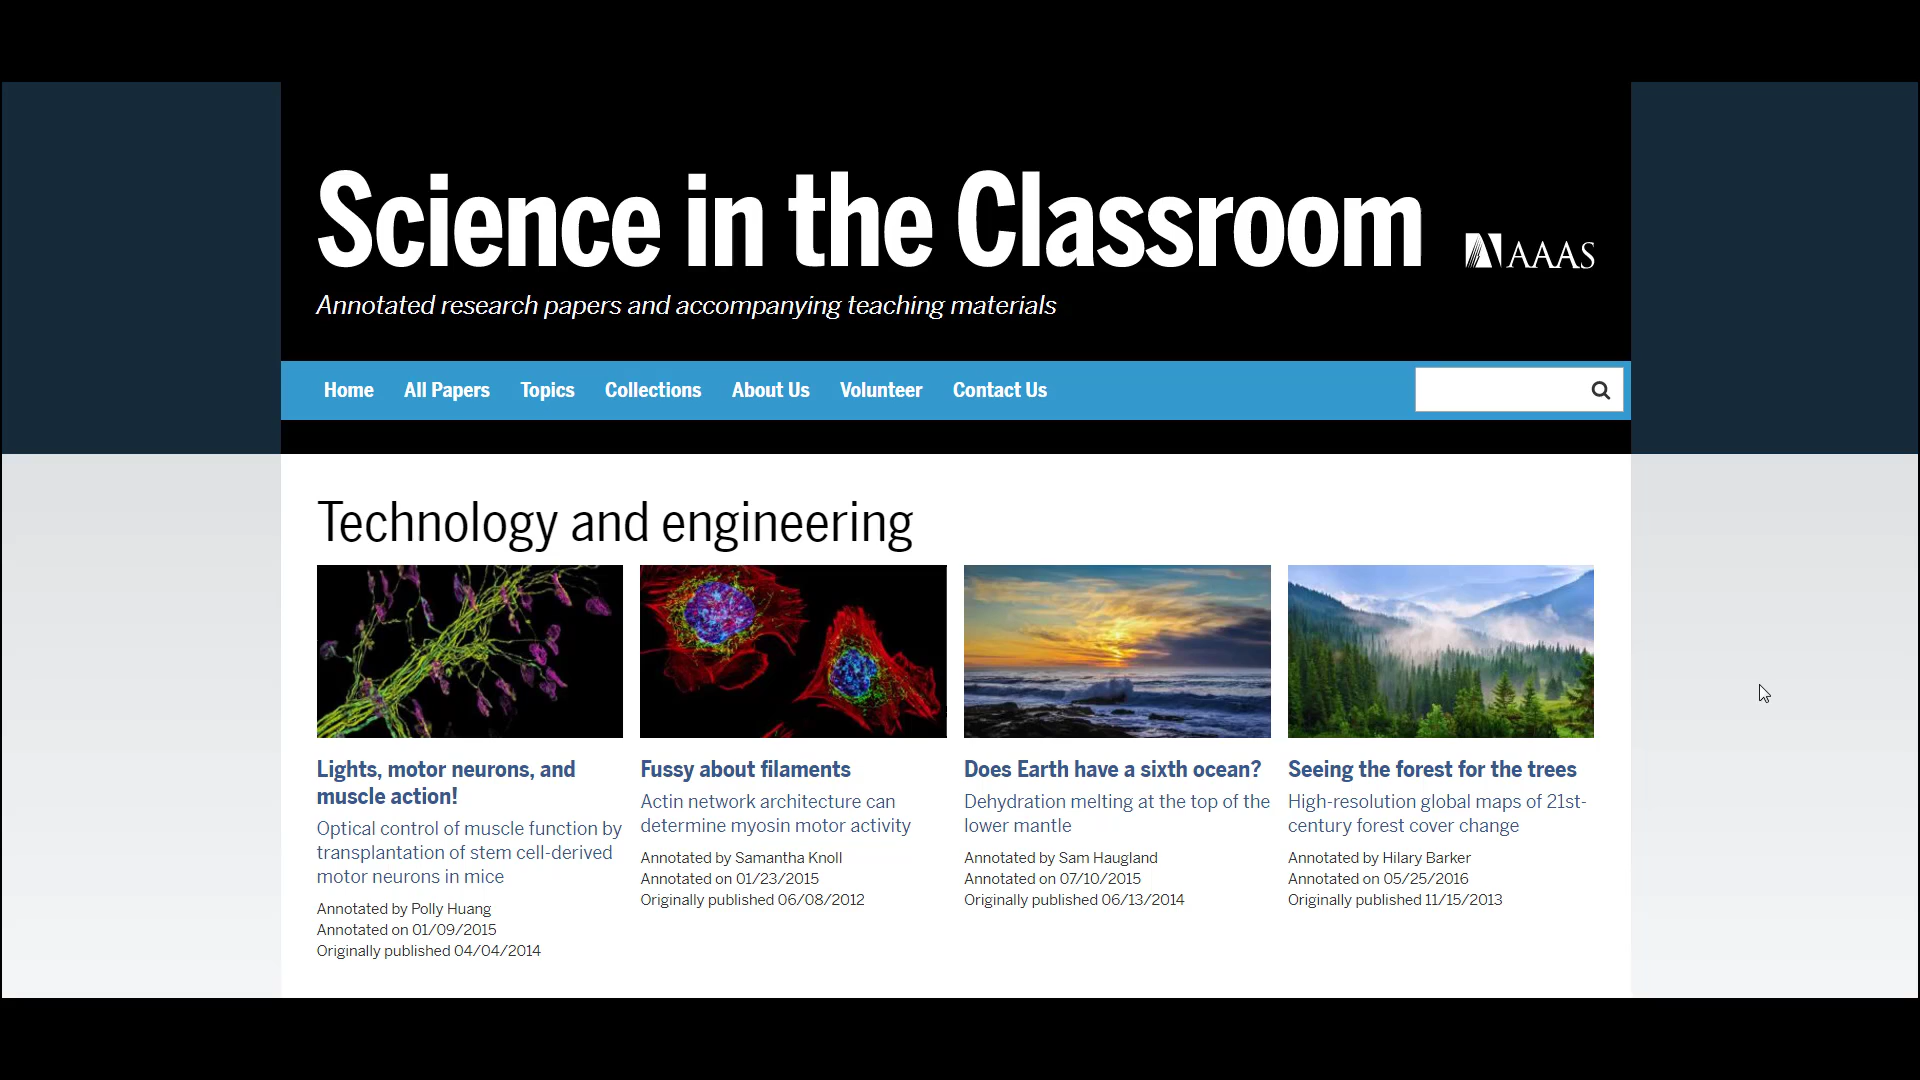 Science in the Classroom
AAAS
Annotated research papers and accompanying teaching materials
Home All Papers Topics Collections About Us Volunteer Contact Us
Technology and engineering
Lights, motor neurons, and
muscle action!
Optical control of muscle function by
transplantation of stem cell-derived
motor neurons in mice
Annotated by Polly Huang
Annotated on 01/09/2015
Originally published 04/04/2014
Fussy about filaments
Actin network architecture can
determine myosin motor activity
Annotated by Samantha Knoll
Annotated on 01/23/2015
Originally published 06/08/2012
Does Earth have a sixth ocean?
Dehydration melting at the top of the
lower mantle
Annotated by Sam Haugland
Annotated on 07/10/2015
Originally published 06/13/2014
Seeing the forest for the trees
High-resolution global maps of 21st-
century forest cover change
Annotated by Hilary Barker
Annotated on 05/25/2016
Originally published 11/15/2013